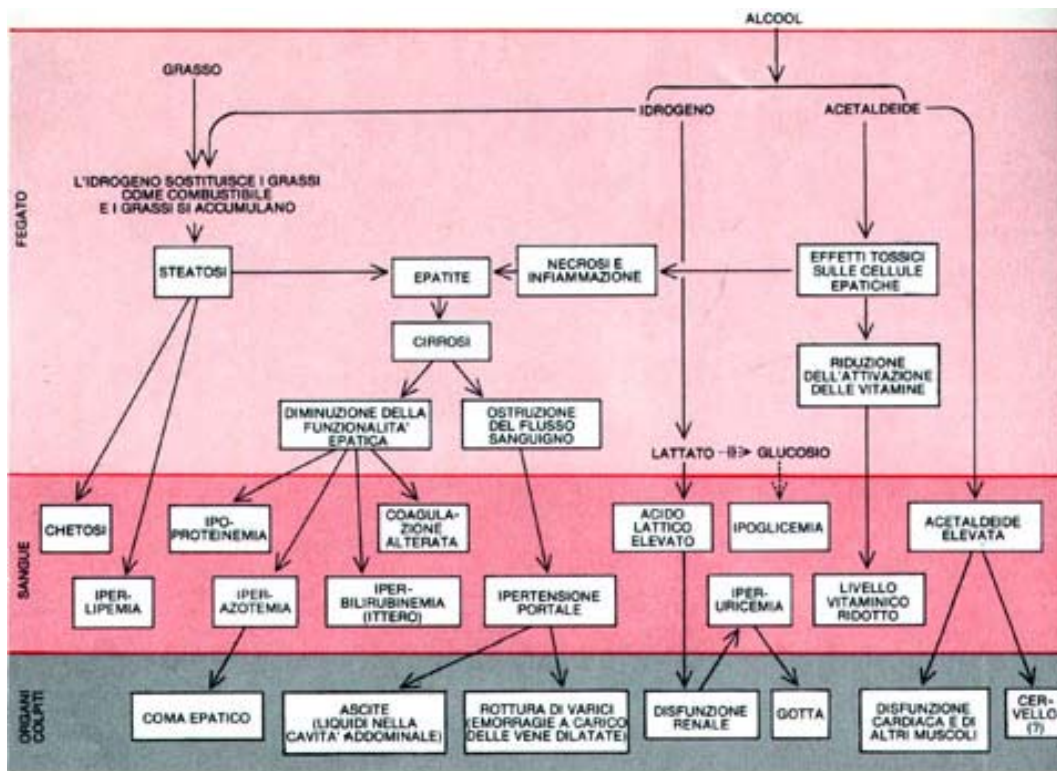 ALCOOL
GRASSO
IDROGENO
ACETALDEIDE
L'IDROGENO SOSTITUISCE I GRASSI
COME COMBUSTIBILE
E I GRASSI SI ACCUMULANO
FEGATO
STEATOSI
EPATITE
NECROSI E
INFIAMMAZIONE
EFFETTI TOSSICI
SULLE CELLULE
EPATICHE
CIRROSI
RIDUZIONE
DELL'ATTIVAZIONE
DELLE VITAMINE
DIMINUZIONE DELLA
FUNZIONALITA'
EPATICA
OSTRUZIONE
DEL FLUSSO
SANGUIGNO
LATTATO
GLUCOSIO
SANGUE
CHETOSI
IPO-
PROTEINEMIA
COAGULA-
ZIONE
ALTERATA
ACIDO
LATTICO
ELEVATO
IPOGLICEMIA
ACETALDEIDE
ELEVATA
IPER-
LIPEMIA
IPER-
AZOTEMIA
IPER-
BILIRUBINEMIA
(ITTERO)
IPERTENSIONE
PORTALE
IPER-
URICEMIA
LIVELLO
VITAMINICO
RIDOTTO
ORGANI
COLPITI
COMA EPATICO
ASCITE
(LIQUIDI NELLA
CAVITA' ADDOMINALE)
ROTTURA DI VARICI
(EMORRAGIE A CARICO
DELLE VENE DILATATE)
DISFUNZIONE
RENALE
GOTTA
DISFUNZIONE
CARDIACA E DI
ALTRI MUSCOLI
CER-
VELLO
(?)